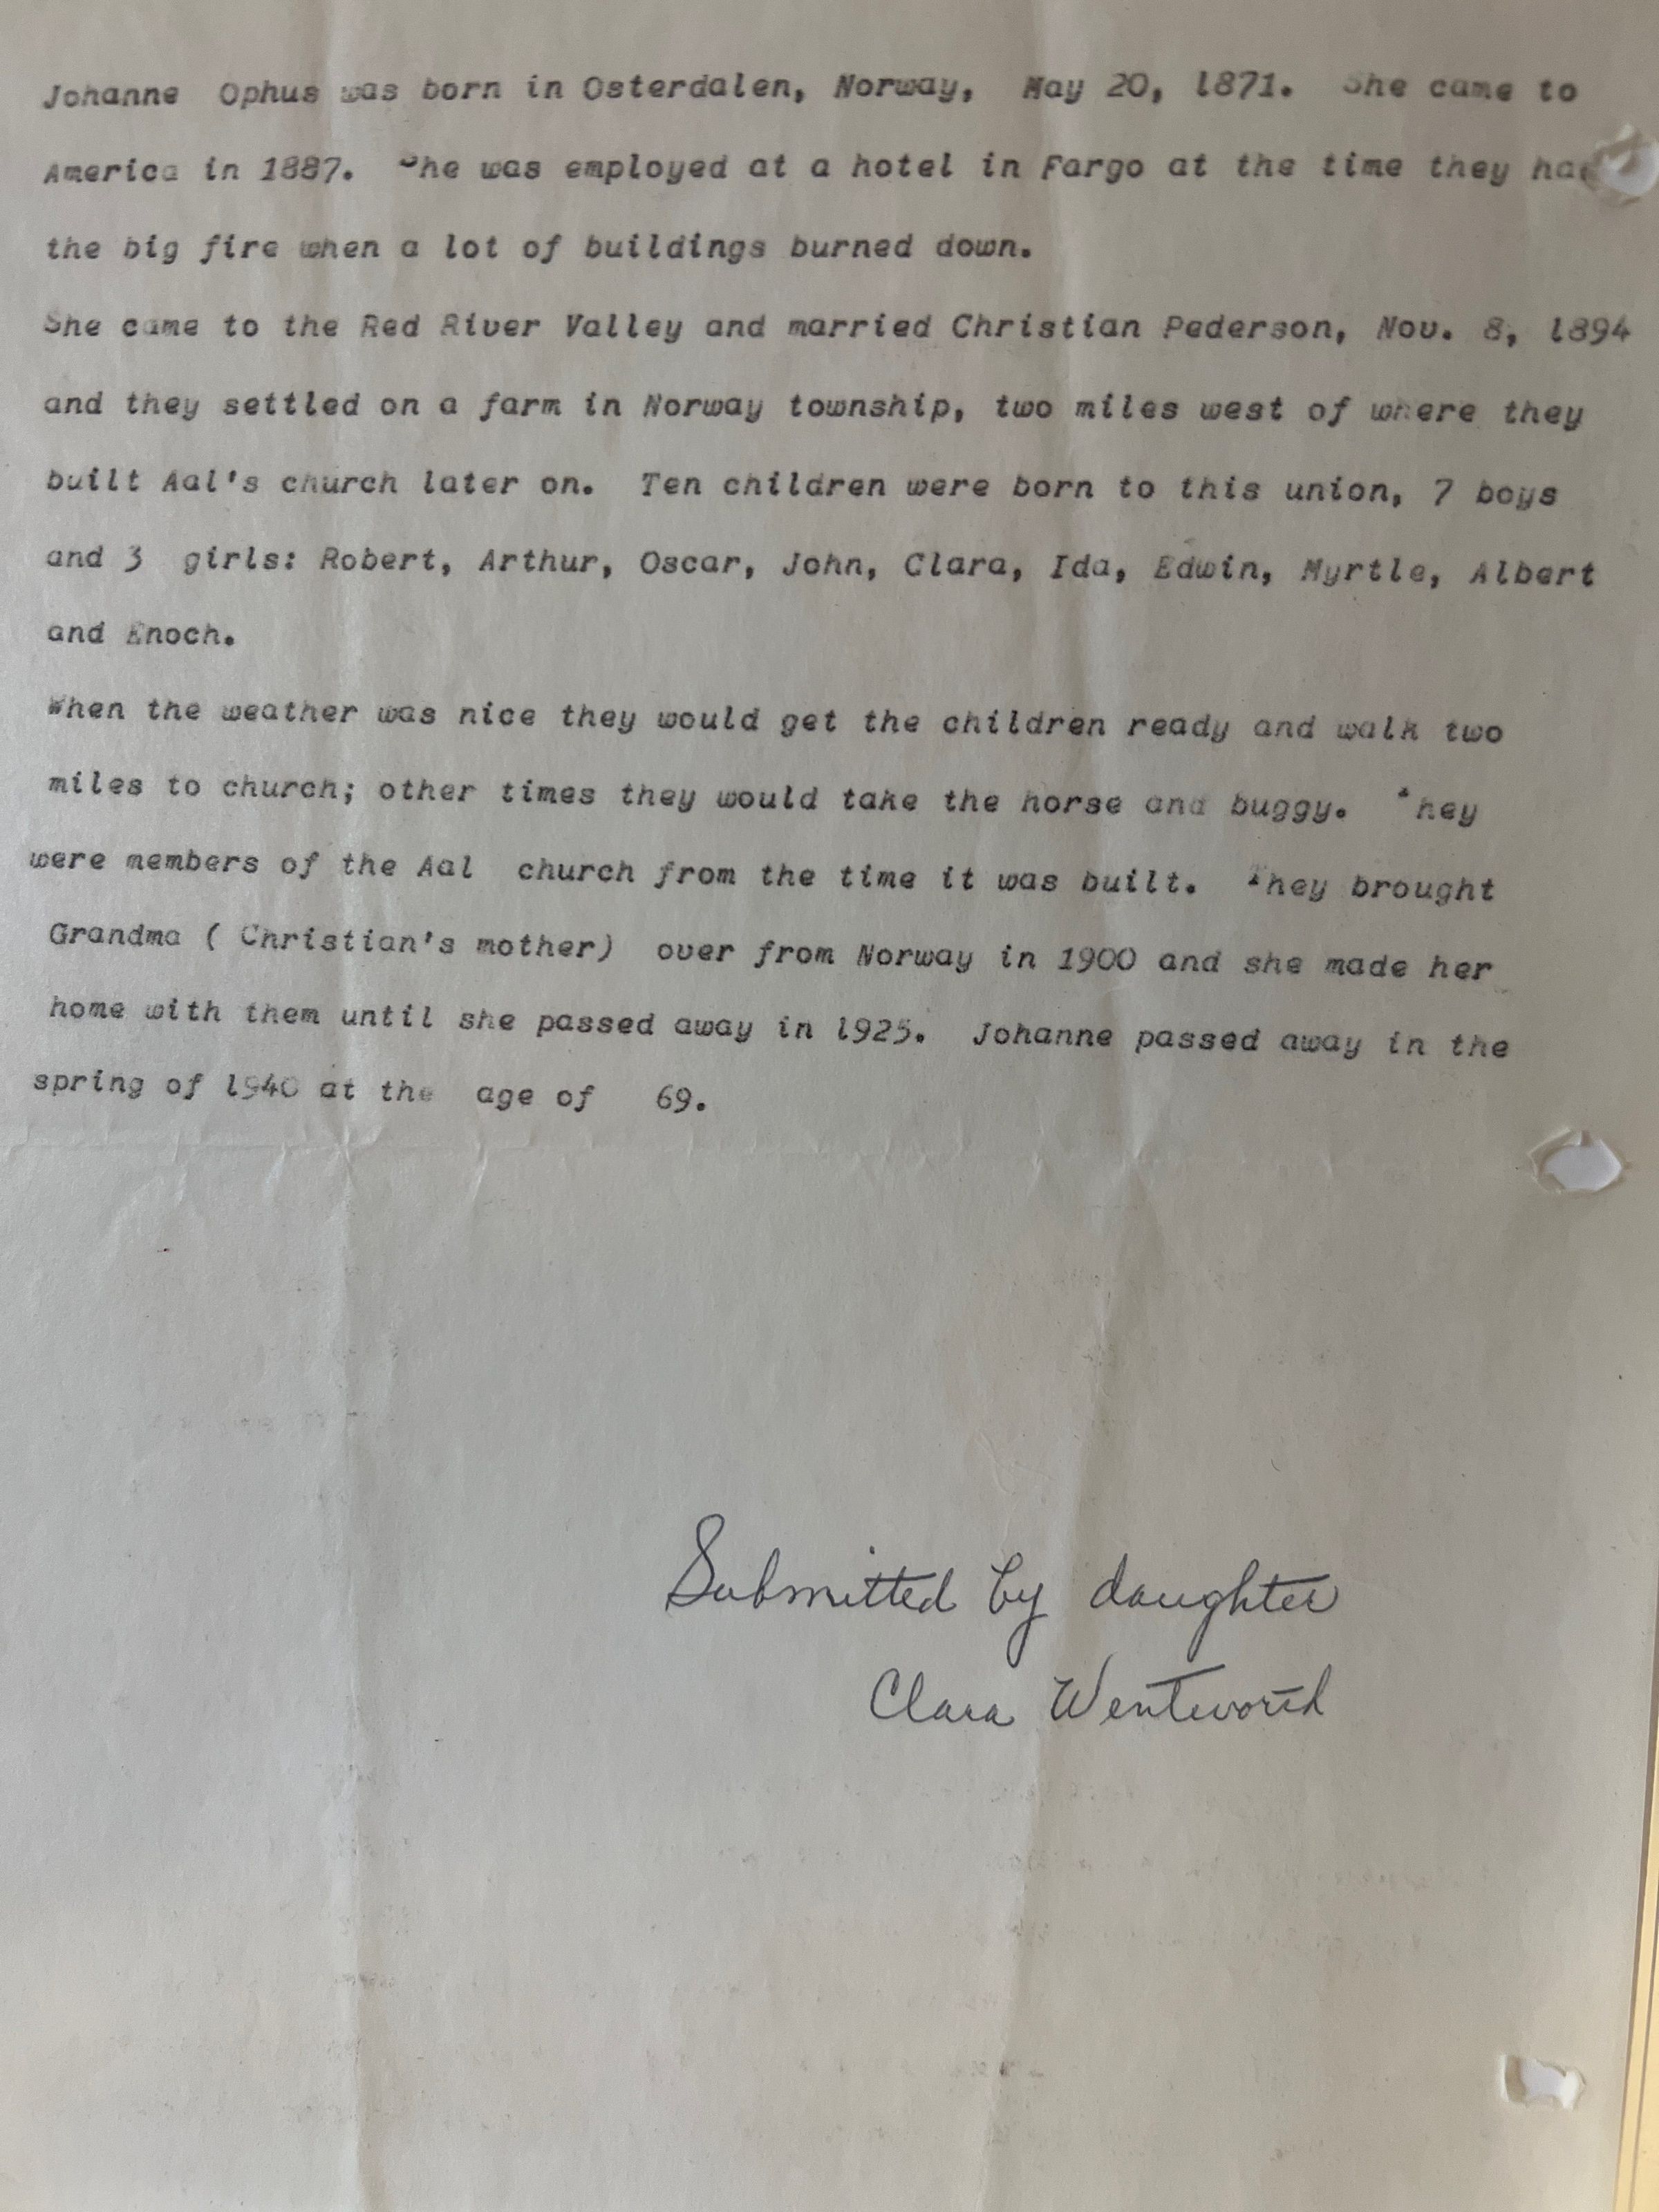 Johanne Ophus was born in Osterdalen, Norway, May 20, 1871. She came to
America in 1887. She was employed at a hotel in Fargo at the time they had
the big fire when a lot of buildings burned down.
She came to the Red River Valley and married Christian Pederson, Nov. 8, 1894
and they settled on a farm in Norway township, two miles west of where they
built Aal's church later on. Ten children were born to this union, 7 boys
and 3 girls: Robert, Arthur, Oscar, John, Clara, Ida, Edwin, Myrtle, Albert
and Enoch.
When the weather was nice they would get the children ready and walk two
miles to church; other times they would take the horse and buggy. They
were members of the Aal church from the time it was built. They brought
Grandma ( Christian's mother) over from Norway in 1900 and she made her
home with them until she passed away in 1925. Johanne passed away in the
spring of 1940 at the age of 69.
Submitted by daughter
Clara Wentworth